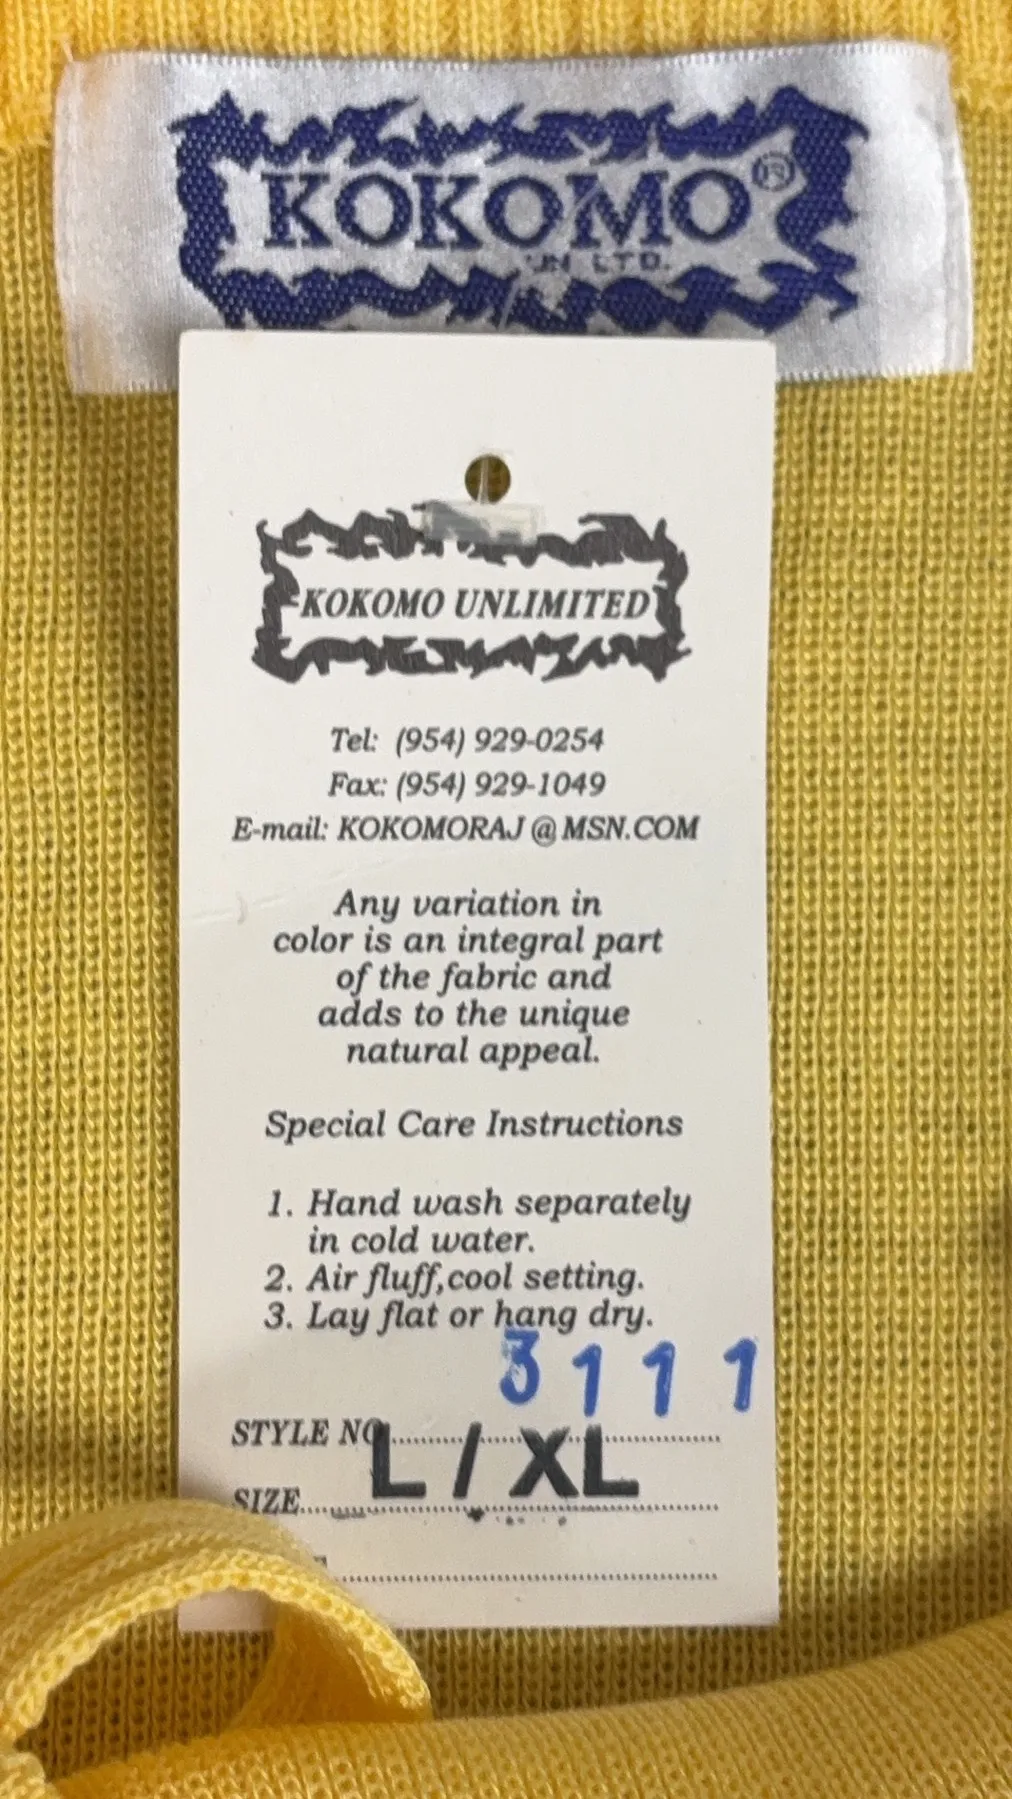 KOKOMO®
UN LTD.
KOKOMO UNLIMITED
Tel: (954) 929-0254
Fax: (954) 929-1049
E-mail: KOKOMORAJ@MSN.COM
Any variation in
color is an integral part
of the fabric and
adds to the unique
natural appeal.
Special Care Instructions
1. Hand wash separately
in cold water.
2. Air fluff,cool setting.
3. Lay flat or hang dry.
3111
STYLE NO
L / XL
SIZE